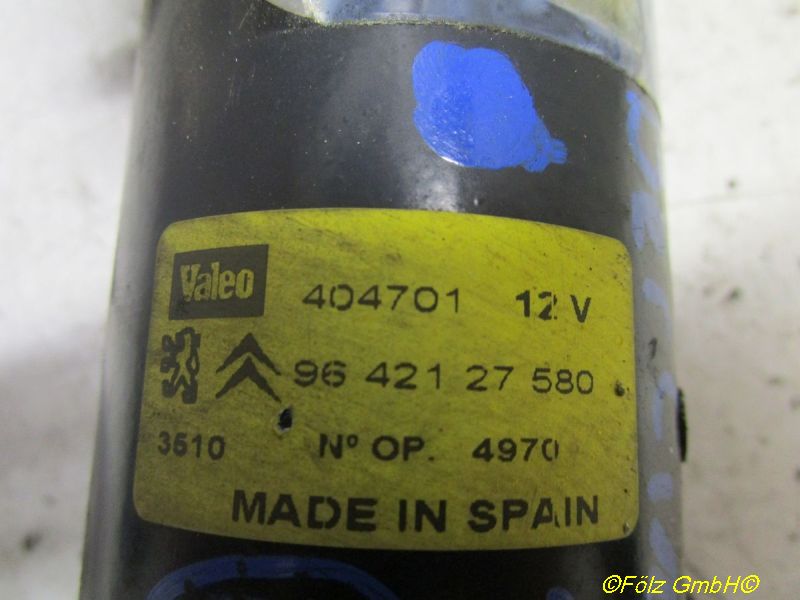 Valeo 404701 12 V
96 421 27 580
3510 Nº OP. 4970
MADE IN SPAIN
©Fölz GmbH©